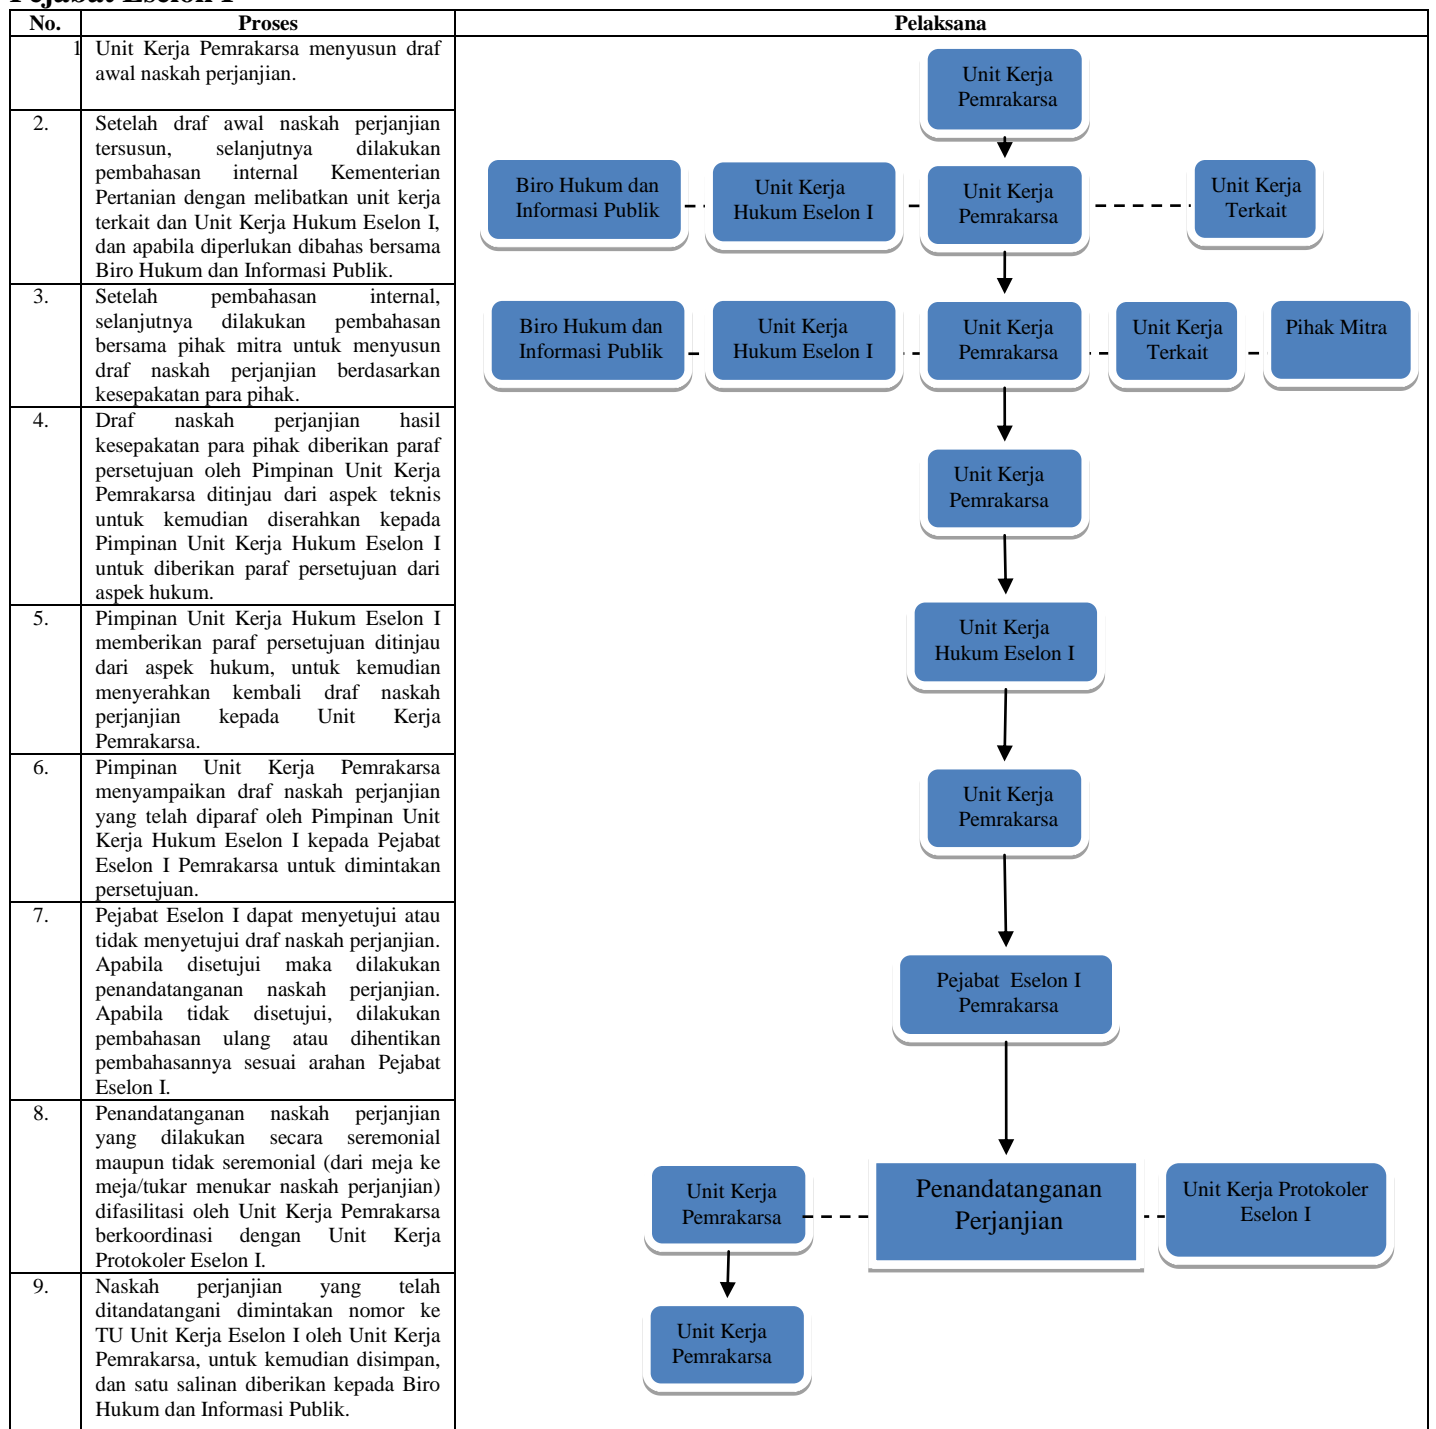 Pejabat Eselon I
No. Proses Pelaksana
1 Unit Kerja Pemrakarsa menyusun draf
awal naskah perjanjian.
Unit Kerja
Pemrakarsa
2. Setelah draf awal naskah perjanjian
tersusun, selanjutnya dilakukan
pembahasan internal Kementerian
Pertanian dengan melibatkan unit kerja
terkait dan Unit Kerja Hukum Eselon I,
dan apabila diperlukan dibahas bersama
Biro Hukum dan Informasi Publik.
Biro Hukum dan
Informasi Publik
Unit Kerja
Hukum Eselon I
Unit Kerja
Pemrakarsa
Unit Kerja
Terkait
3. Setelah pembahasan internal,
selanjutnya dilakukan pembahasan
bersama pihak mitra untuk menyusun
draf naskah perjanjian berdasarkan
kesepakatan para pihak.
Biro Hukum dan
Informasi Publik
Unit Kerja
Hukum Eselon I
Unit Kerja
Pemrakarsa
Unit Kerja
Terkait
Pihak Mitra
4. Draf naskah perjanjian hasil
kesepakatan para pihak diberikan paraf
persetujuan oleh Pimpinan Unit Kerja
Pemrakarsa ditinjau dari aspek teknis
untuk kemudian diserahkan kepada
Pimpinan Unit Kerja Hukum Eselon I
untuk diberikan paraf persetujuan dari
aspek hukum.
Unit Kerja
Pemrakarsa
5. Pimpinan Unit Kerja Hukum Eselon I
memberikan paraf persetujuan ditinjau
dari aspek hukum, untuk kemudian
menyerahkan kembali draf naskah
perjanjian kepada Unit Kerja
Pemrakarsa.
Unit Kerja
Hukum Eselon I
6. Pimpinan Unit Kerja Pemrakarsa
menyampaikan draf naskah perjanjian
yang telah diparaf oleh Pimpinan Unit
Kerja Hukum Eselon I kepada Pejabat
Eselon I Pemrakarsa untuk dimintakan
persetujuan.
Unit Kerja
Pemrakarsa
7. Pejabat Eselon I dapat menyetujui atau
tidak menyetujui draf naskah perjanjian.
Apabila disetujui maka dilakukan
penandatanganan naskah perjanjian.
Apabila tidak disetujui, dilakukan
pembahasan ulang atau dihentikan
pembahasannya sesuai arahan Pejabat
Eselon I.
Pejabat Eselon I
Pemrakarsa
8. Penandatanganan naskah perjanjian
yang dilakukan secara seremonial
maupun tidak seremonial (dari meja ke
meja/tukar menukar naskah perjanjian)
difasilitasi oleh Unit Kerja Pemrakarsa
berkoordinasi dengan Unit Kerja
Protokoler Eselon I.
Unit Kerja
Pemrakarsa
Penandatanganan
Perjanjian
Unit Kerja Protokoler
Eselon I
9. Naskah perjanjian yang telah
ditandatangani dimintakan nomor ke
TU Unit Kerja Eselon I oleh Unit Kerja
Pemrakarsa, untuk kemudian disimpan,
dan satu salinan diberikan kepada Biro
Hukum dan Informasi Publik.
Unit Kerja
Pemrakarsa